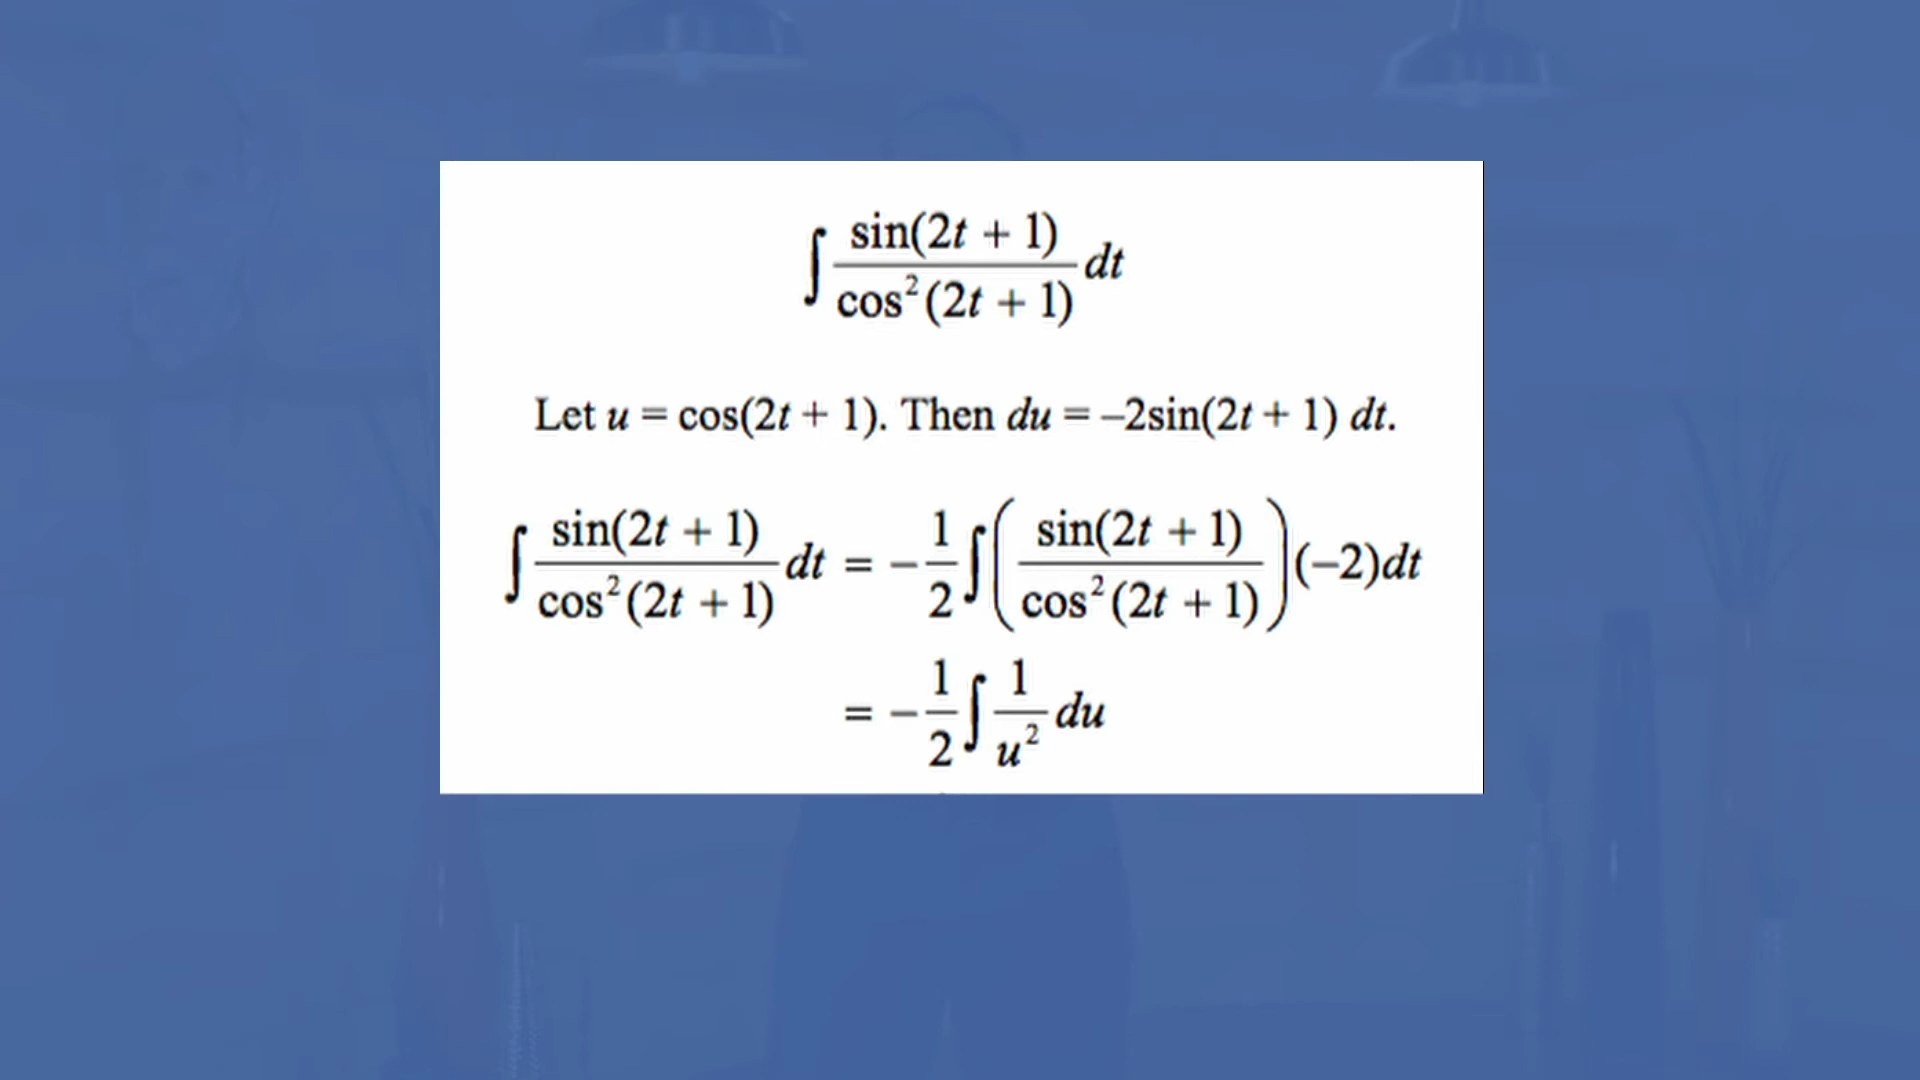 ∫ sin(2t + 1) / cos²(2t + 1) dt
Let u = cos(2t + 1). Then du = –2sin(2t + 1) dt.
∫ sin(2t + 1) / cos²(2t + 1) dt = –1/2 ∫ ( sin(2t + 1) / cos²(2t + 1) ) (–2)dt
= –1/2 ∫ 1/u² du